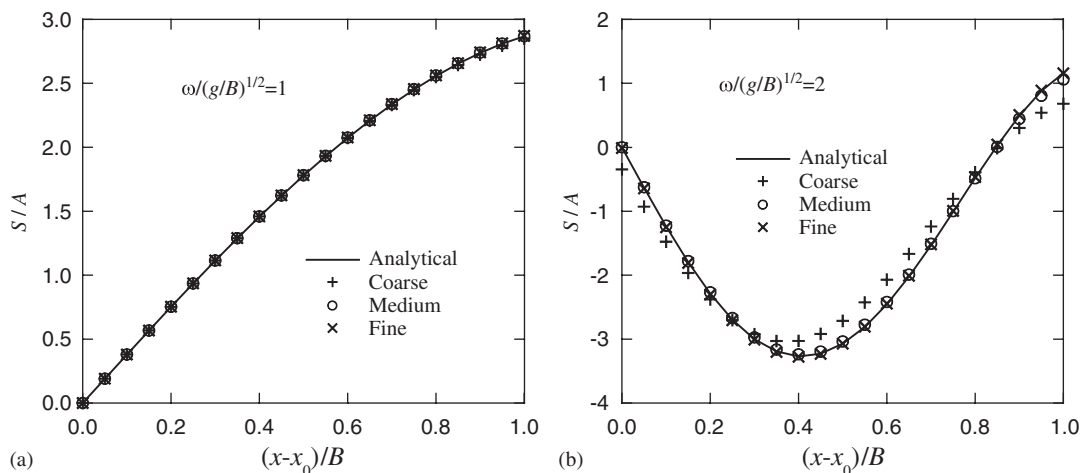 3.0
2.5
2.0
1.5
1.0
0.5
0.0
S / A
ω/(g/B)^{1/2}=1
Analytical
Coarse
Medium
Fine
0.0 0.2 0.4 0.6 0.8 1.0
(x-x_0)/B
(a)
2
1
0
-1
-2
-3
-4
S / A
ω/(g/B)^{1/2}=2
Analytical
Coarse
Medium
Fine
0.0 0.2 0.4 0.6 0.8 1.0
(x-x_0)/B
(b)